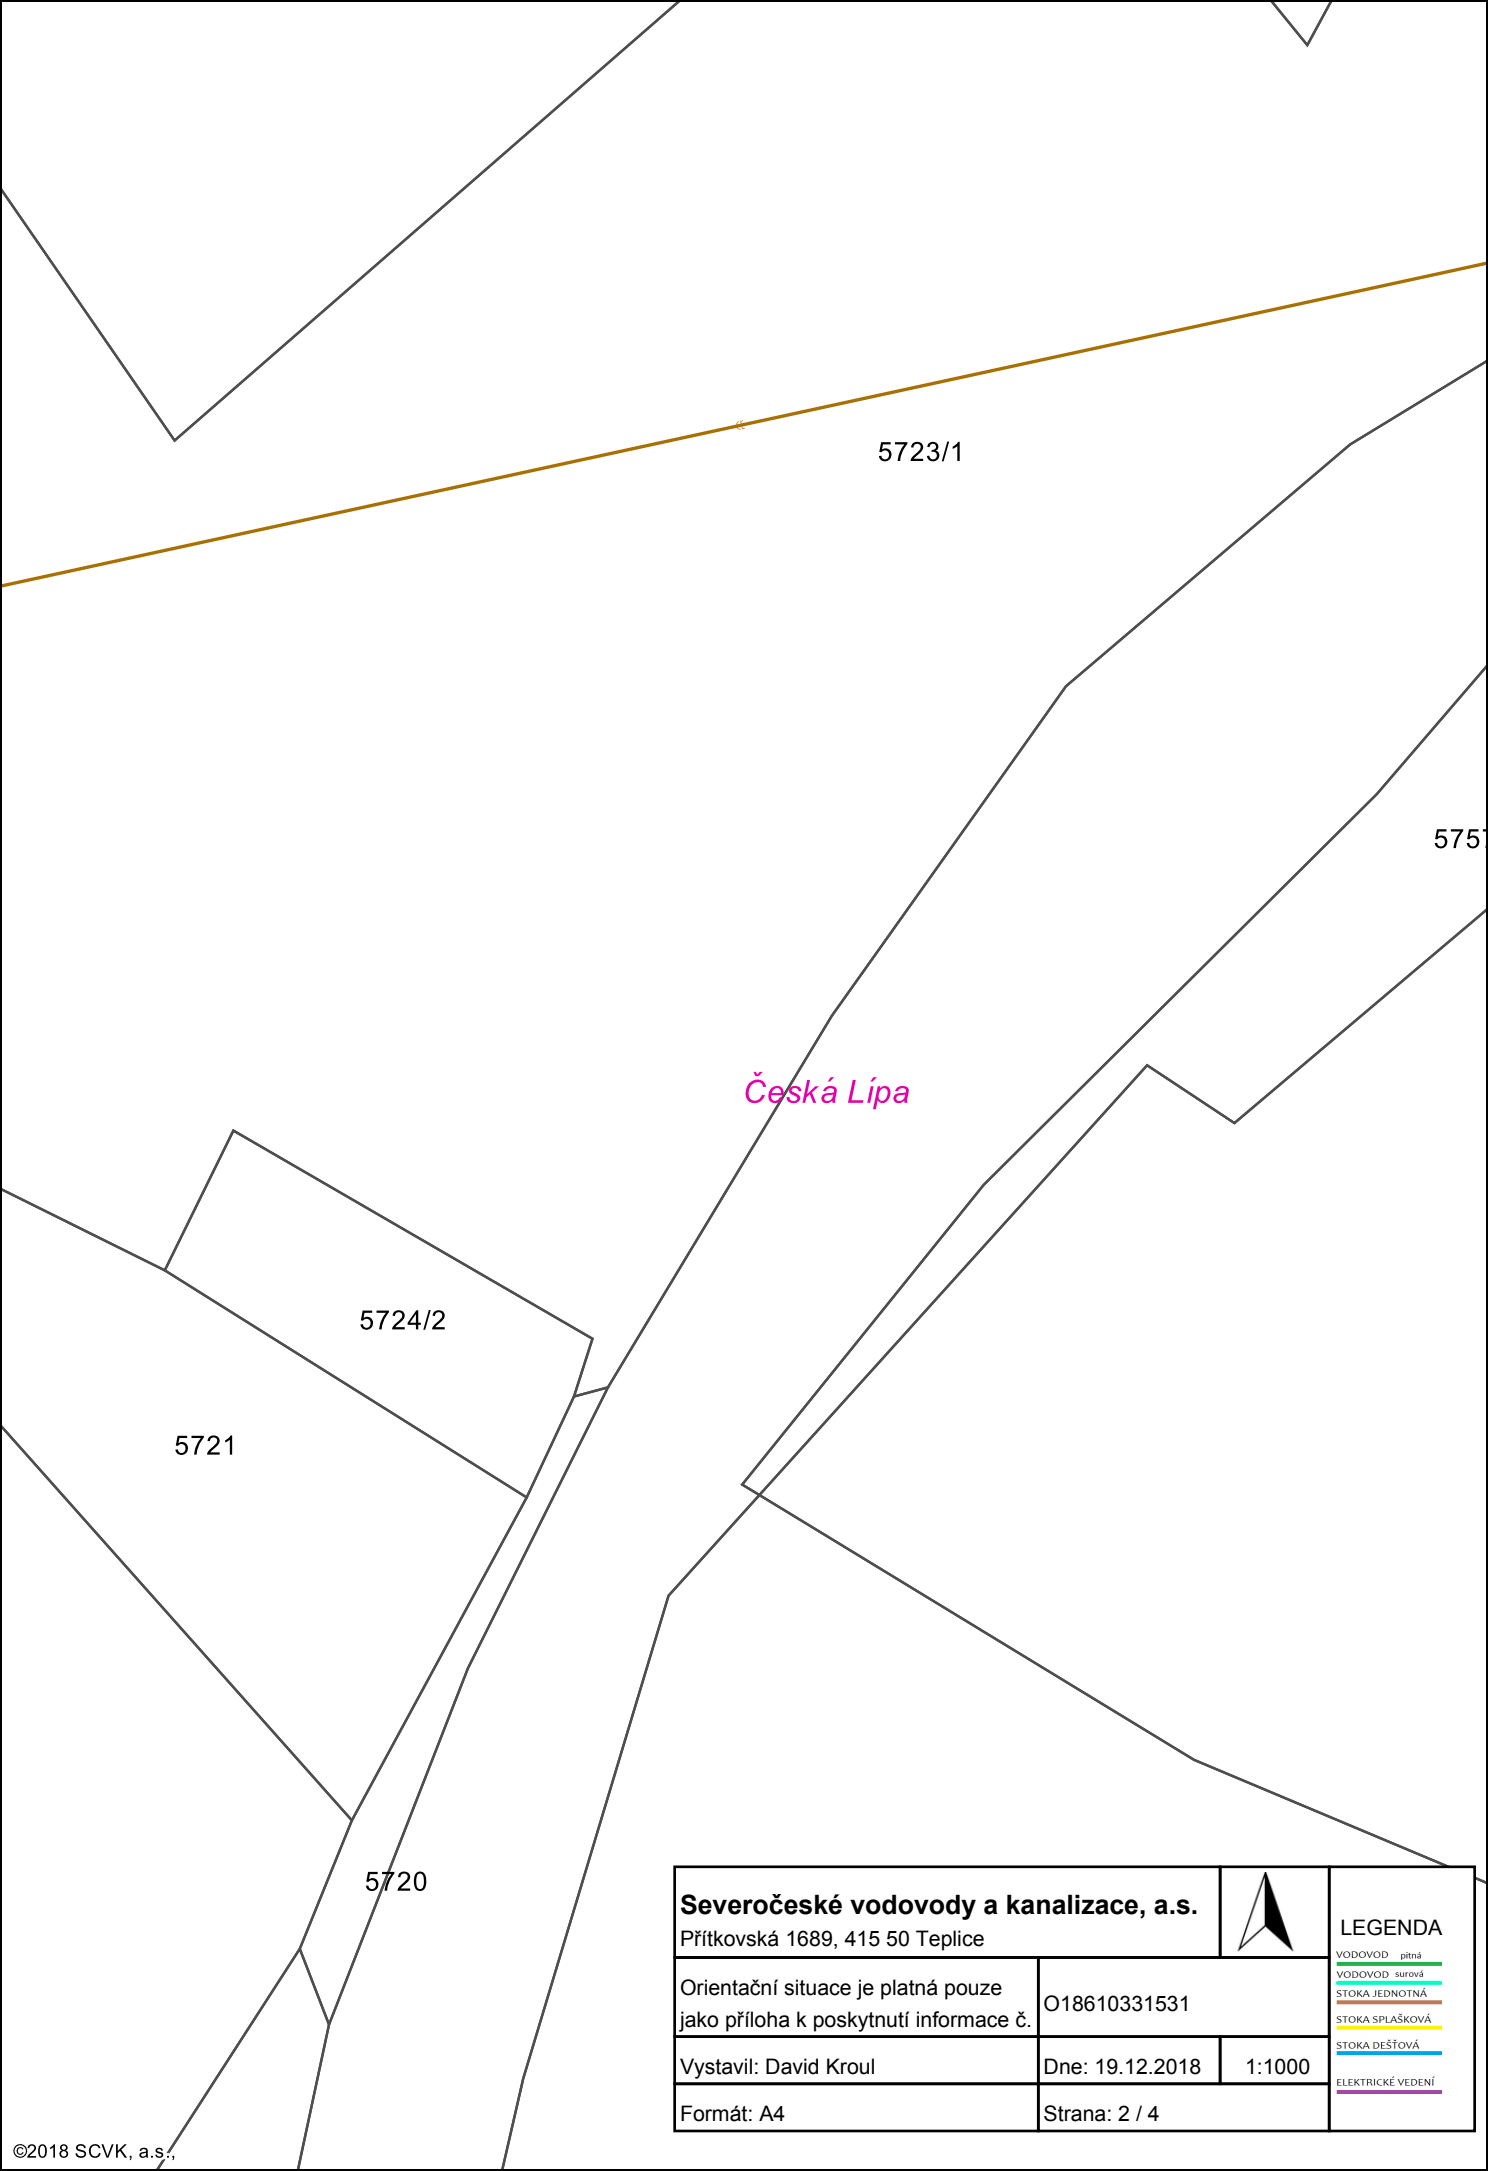 5723/1
575
Česká Lípa
5724/2
5721
5720
Severočeské vodovody a kanalizace, a.s.
Přítkovská 1689, 415 50 Teplice
Orientační situace je platná pouze
jako příloha k poskytnutí informace č.
O18610331531
Vystavil: David Kroul
Dne: 19.12.2018
1:1000
Formát: A4
Strana: 2 / 4
LEGENDA
VODOVOD pitná
VODOVOD surová
STOKA JEDNOTNÁ
STOKA SPLAŠKOVÁ
STOKA DEŠŤOVÁ
ELEKTRICKÉ VEDENÍ
©2018 SCVK, a.s.,